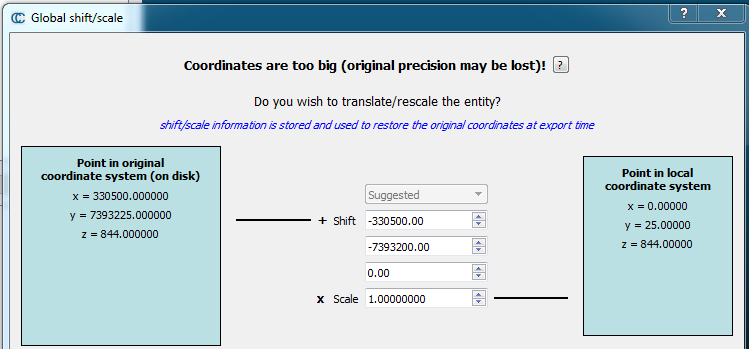 Global shift/scale
Coordinates are too big (original precision may be lost)! ?
Do you wish to translate/rescale the entity?
shift/scale information is stored and used to restore the original coordinates at export time
Point in original
coordinate system (on disk)
x = 330500.000000
y = 7393225.000000
z = 844.000000
Suggested
+ Shift -330500.00
-7393200.00
0.00
x Scale 1.00000000
Point in local
coordinate system
x = 0.00000
y = 25.00000
z = 844.00000